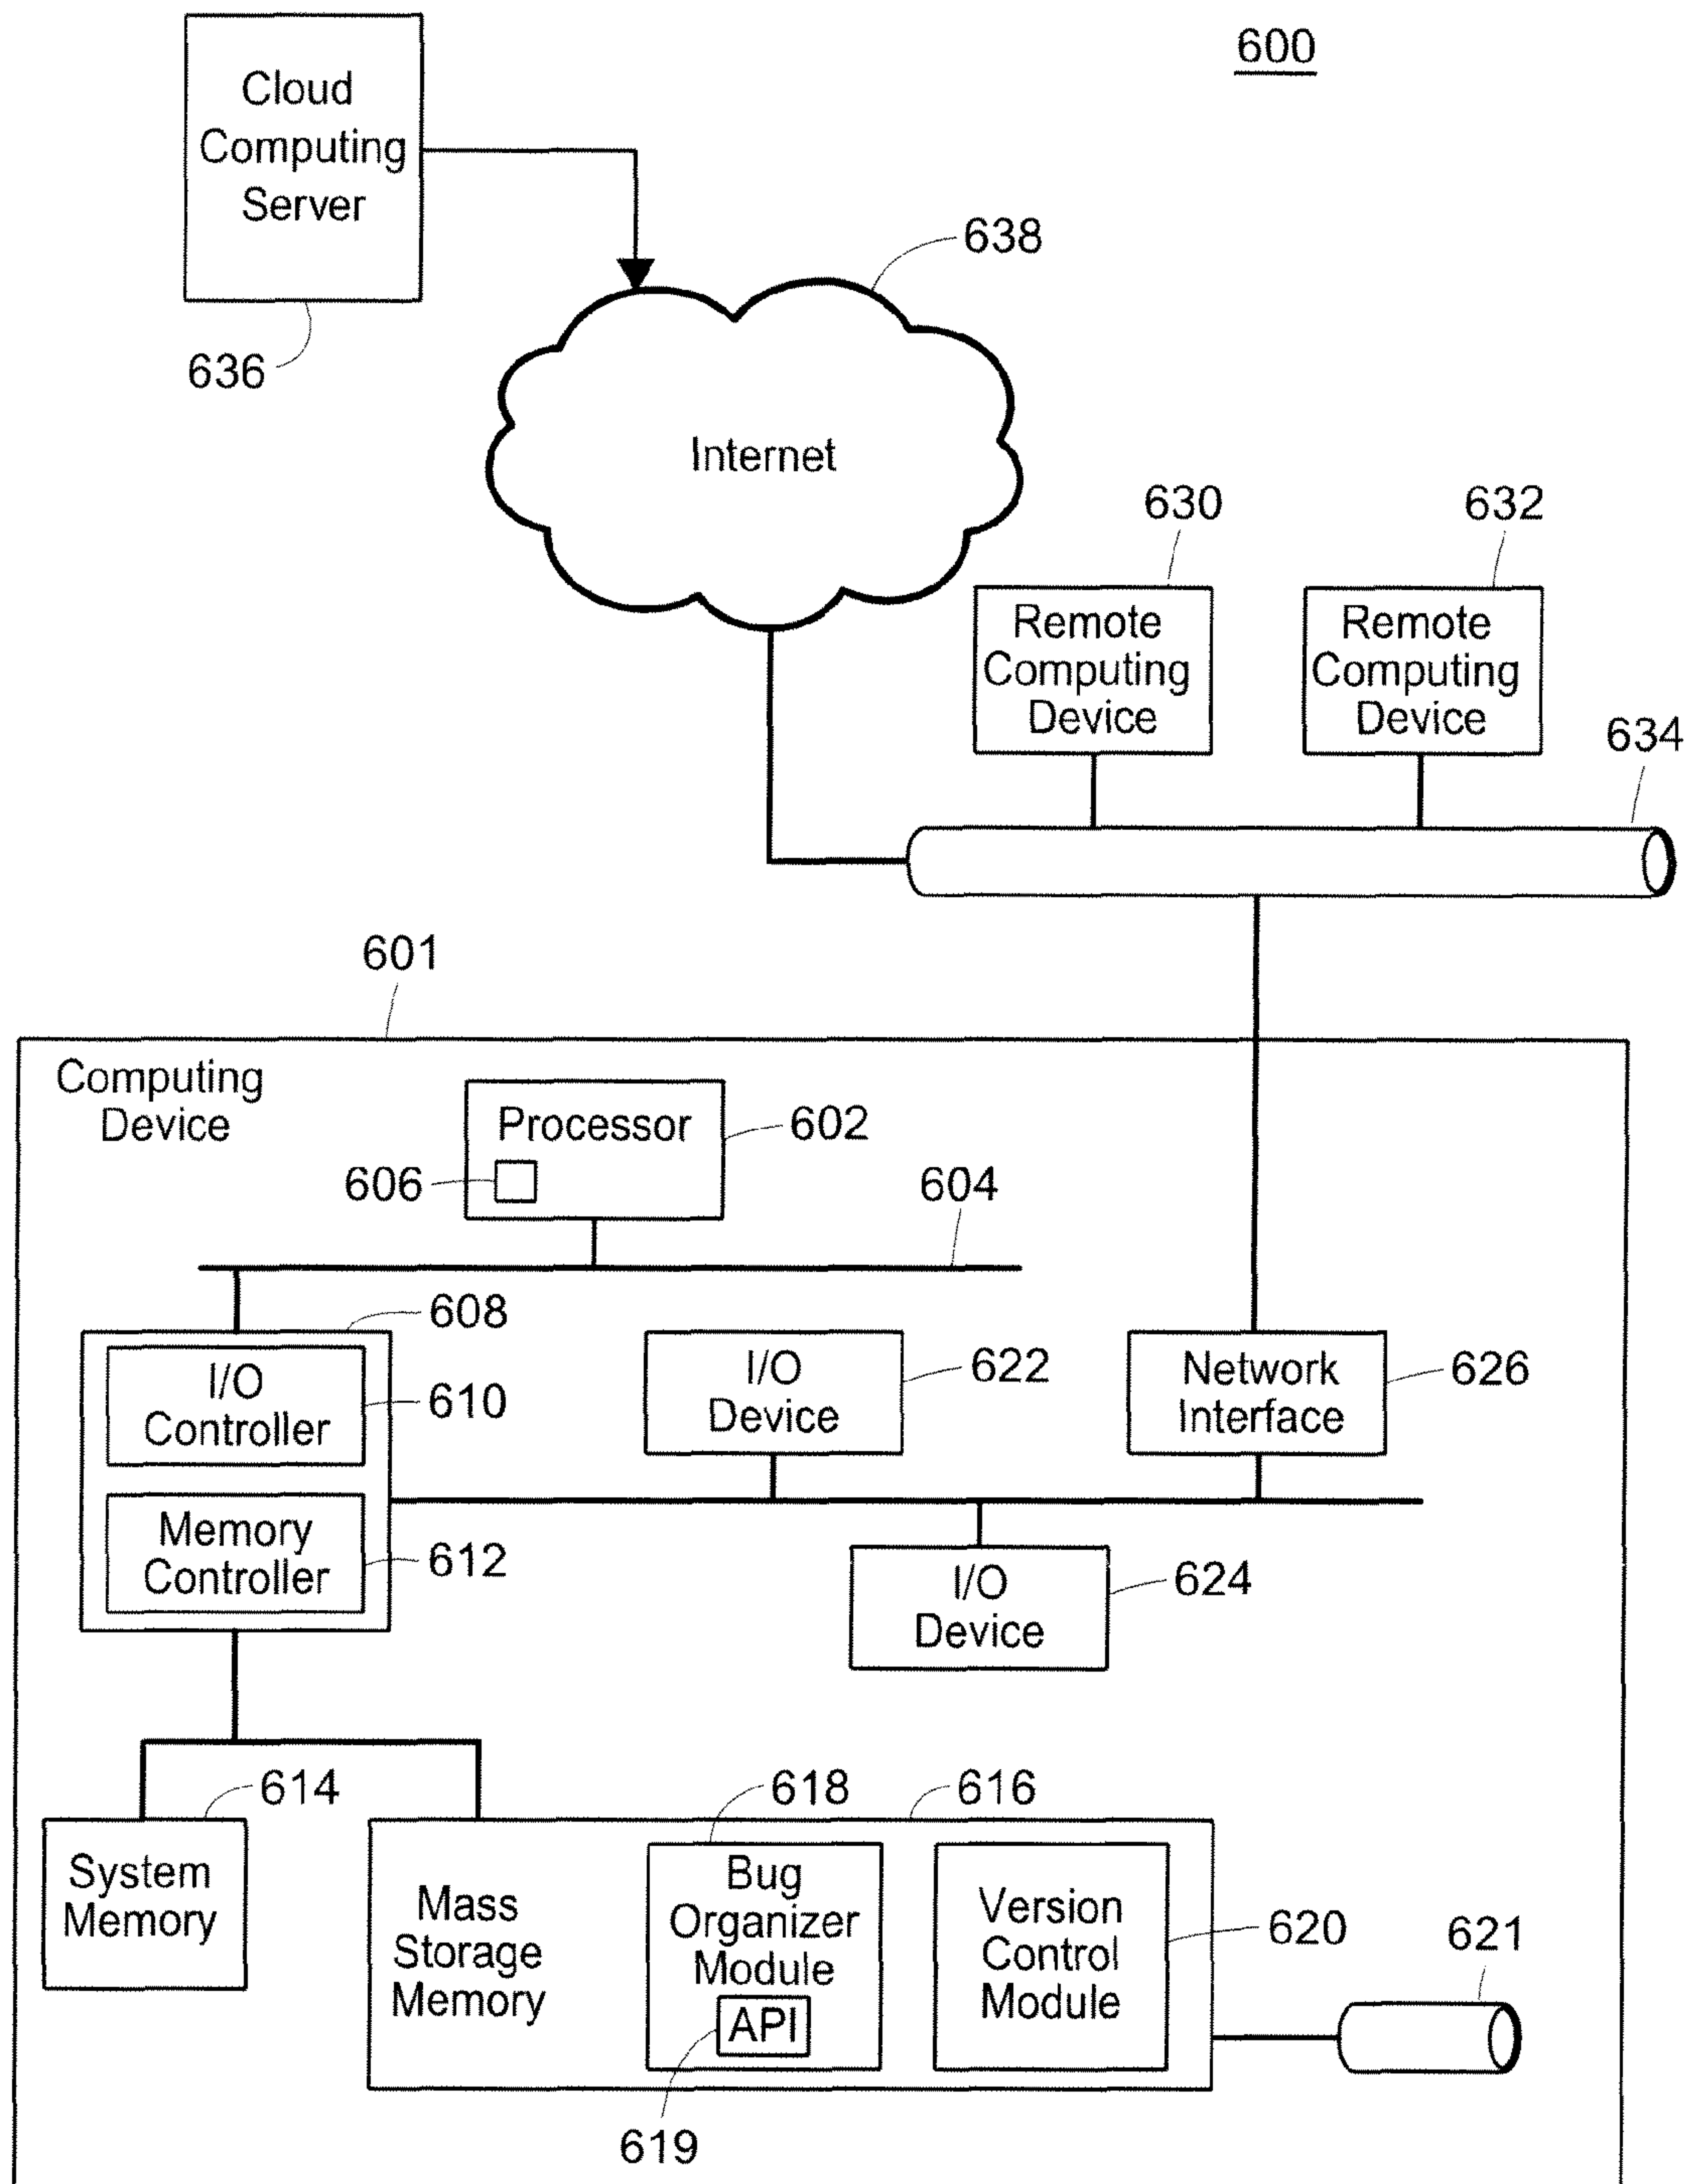 600
Cloud
Computing
Server
638
636
Internet
630
632
Remote
Computing
Device
Remote
Computing
Device
634
601
Computing
Device
Processor
602
606
604
608
I/O
Controller
610
I/O
Device
622
Network
Interface
626
Memory
Controller
612
I/O
Device
624
614
618
616
System
Memory
Mass
Storage
Memory
Bug
Organizer
Module
API
Version
Control
Module
620
621
619